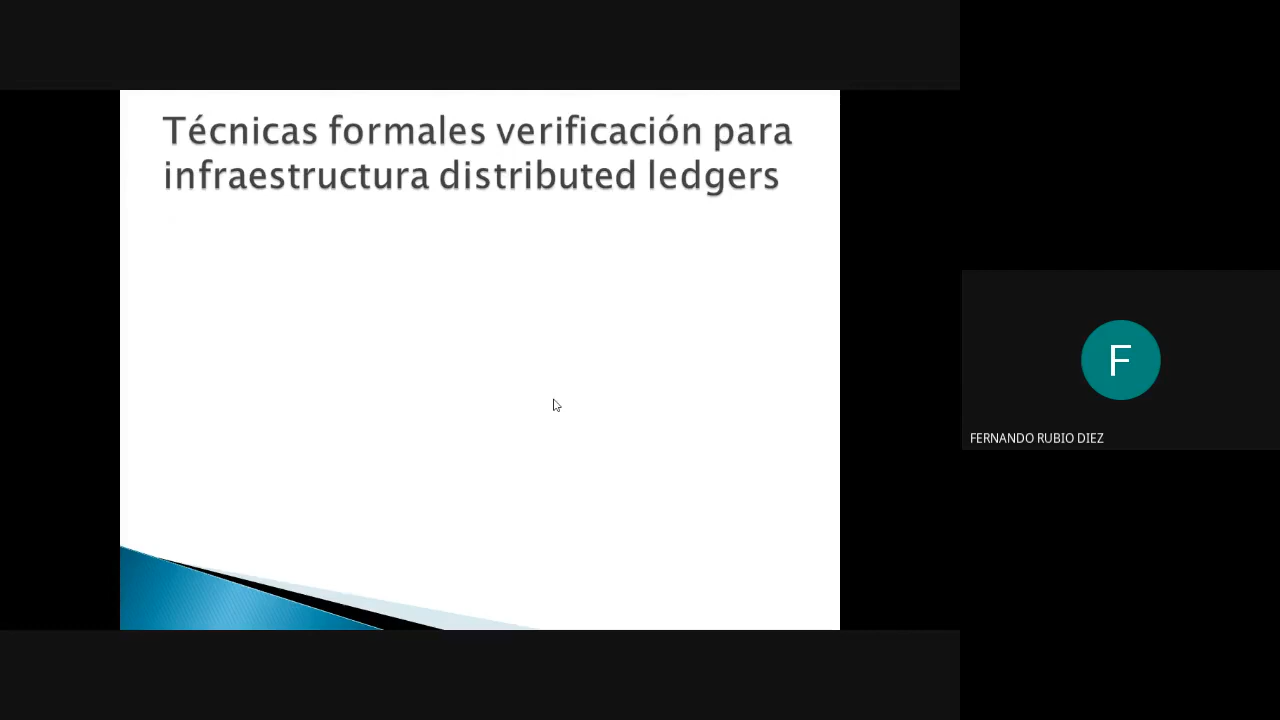 Técnicas formales verificación para
infraestructura distributed ledgers
F
FERNANDO RUBIO DIEZ